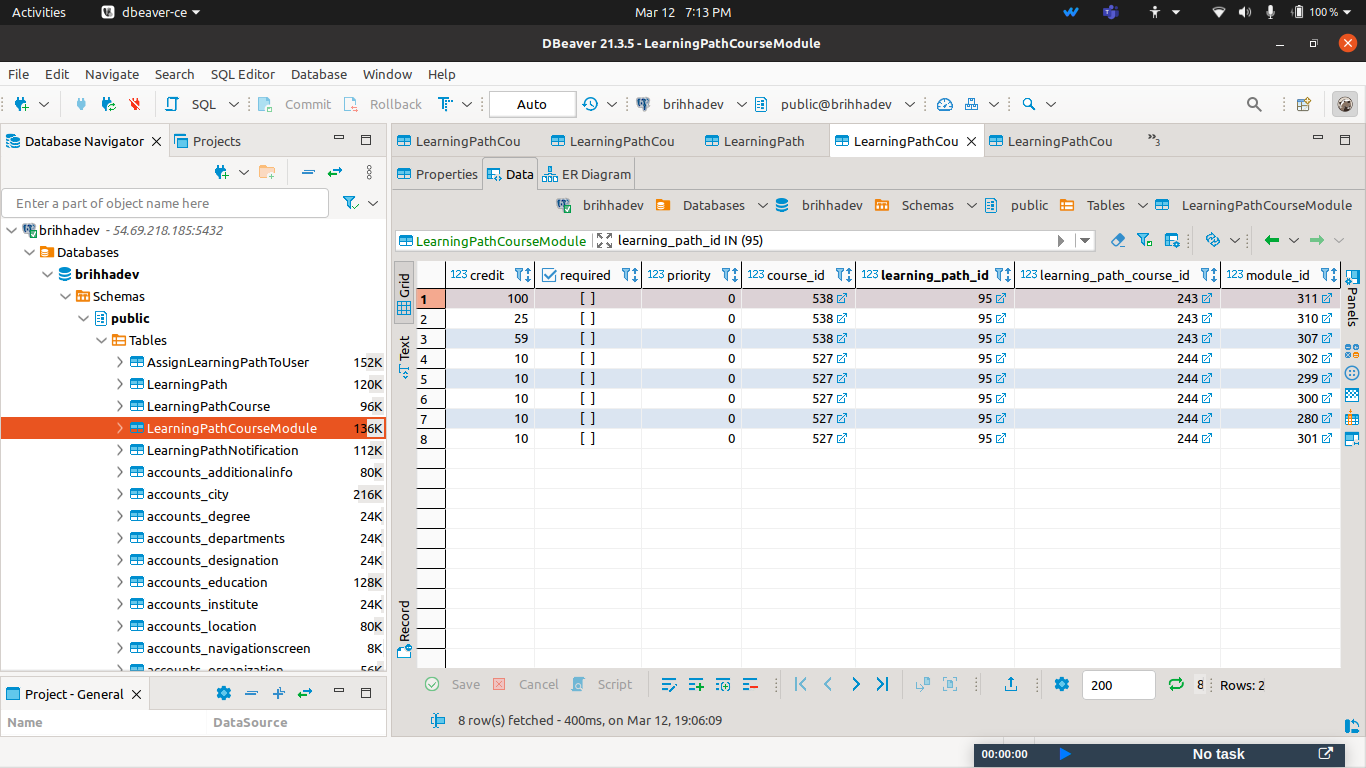 Activities dbeaver-ce Mar 12 7:13 PM 100 %
DBeaver 21.3.5 - LearningPathCourseModule
File Edit Navigate Search SQL Editor Database Window Help
SQL Commit Rollback Auto brihhadev public@brihhadev
Database Navigator Projects
Enter a part of object name here
brihhadev - 54.69.218.185:5432
Databases
brihhadev
Schemas
public
Tables
AssignLearningPathToUser 152K
LearningPath 120K
LearningPathCourse 96K
LearningPathCourseModule 136K
LearningPathNotification 112K
accounts_additionalinfo 80K
accounts_city 216K
accounts_degree 24K
accounts_departments 24K
accounts_designation 24K
accounts_education 128K
accounts_institute 24K
accounts_location 80K
accounts_navigationscreen 8K
accounts_organization 56K
Project - General
Name DataSource
LearningPathCou LearningPathCou LearningPath LearningPathCou LearningPathCou »3
Properties Data ER Diagram
brihhadev Databases brihhadev Schemas public Tables LearningPathCourseModule
LearningPathCourseModule learning_path_id IN (95)
Grid
Text
Record
123 credit required 123 priority 123 course_id 123 learning_path_id 123 learning_path_course_id 123 module_id
1 100 [ ] 0 538 95 243 311
2 25 [ ] 0 538 95 243 310
3 59 [ ] 0 538 95 243 307
4 10 [ ] 0 527 95 244 302
5 10 [ ] 0 527 95 244 299
6 10 [ ] 0 527 95 244 300
7 10 [ ] 0 527 95 244 280
8 10 [ ] 0 527 95 244 301
Panels
Save Cancel Script 200 8 Rows: 2
8 row(s) fetched - 400ms, on Mar 12, 19:06:09
00:00:00 No task